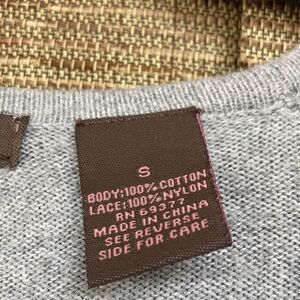 S
BODY:100%COTTON
LACE:100%NYLON
RN 69377
MADE IN CHINA
SEE REVERSE
SIDE FOR CARE